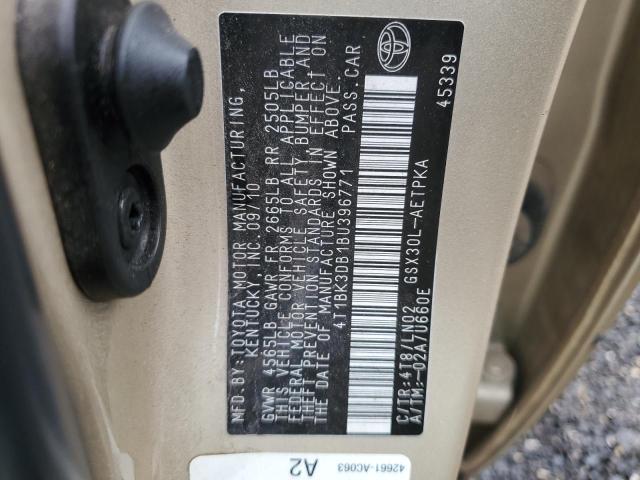 MFD. BY: TOYOTA MOTOR MANUFACTURING,
KENTUCKY, INC. 09/10
GVWR 4565LB GAWR FR 2665LB RR 2505LB
THIS VEHICLE CONFORMS TO ALL APPLICABLE
FEDERAL MOTOR VEHICLE SAFETY, BUMPER, AND
THEFT PREVENTION STANDARDS IN EFFECT ON
THE DATE OF MANUFACTURE SHOWN ABOVE.
4T1BK3DB1BU396771 PASS. CAR
C/TR:4T8/LN02 GSX30L-AETPKA
A/TM:-02A/U660E
45339
42661-AC063
A2